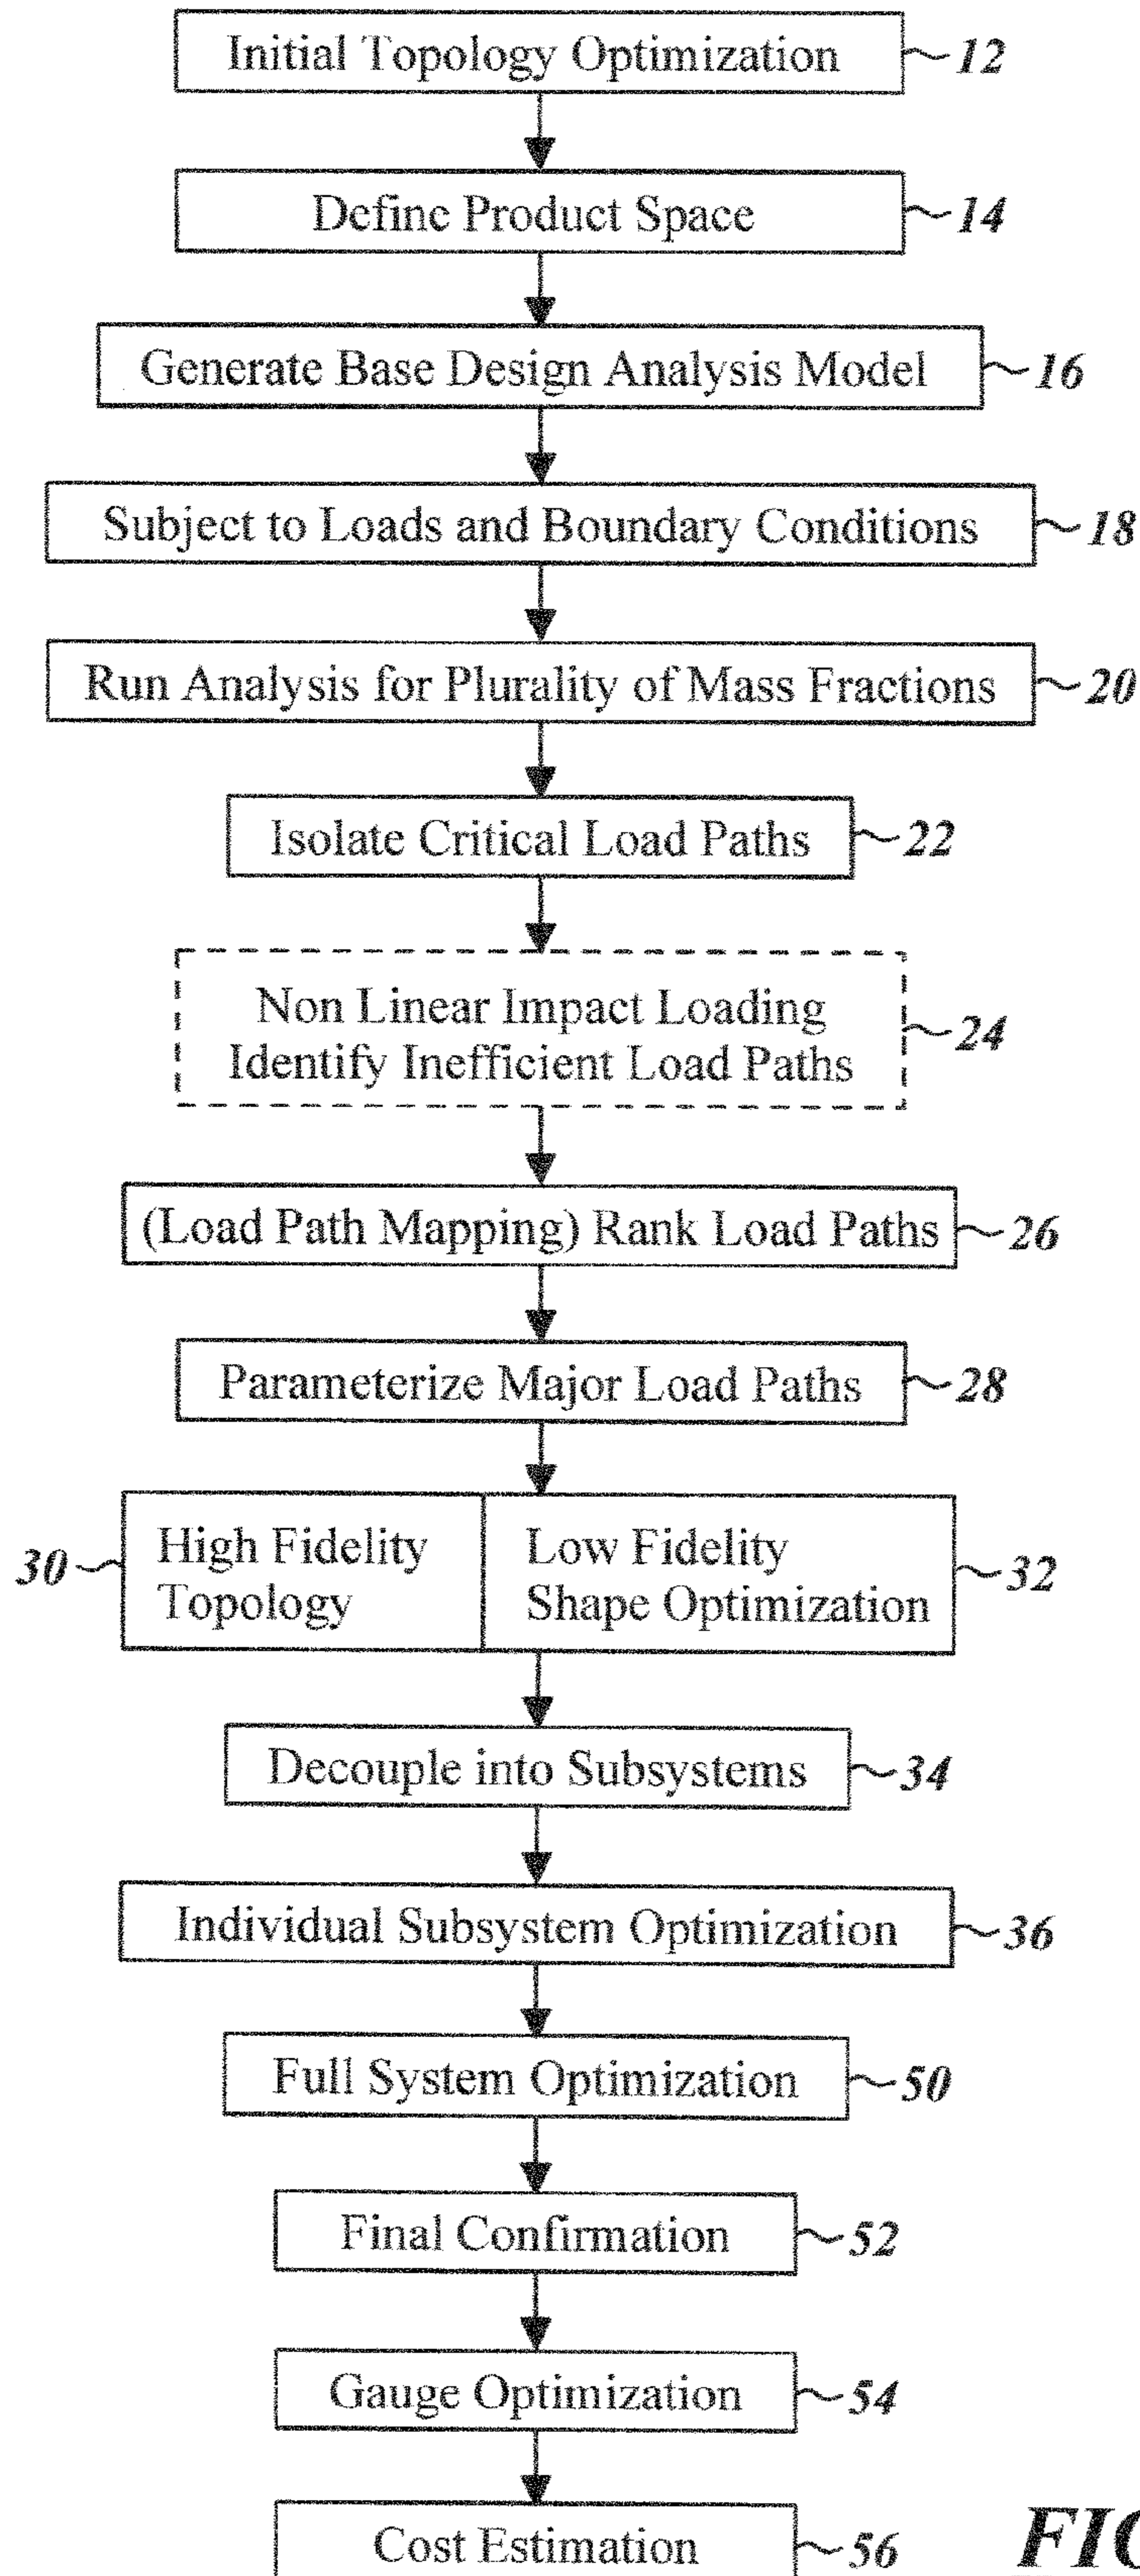 Initial Topology Optimization 12
Define Product Space 14
Generate Base Design Analysis Model 16
Subject to Loads and Boundary Conditions 18
Run Analysis for Plurality of Mass Fractions 20
Isolate Critical Load Paths 22
Non Linear Impact Loading
Identify Inefficient Load Paths 24
(Load Path Mapping) Rank Load Paths 26
Parameterize Major Load Paths 28
30 High Fidelity
Topology
Low Fidelity
Shape Optimization 32
Decouple into Subsystems 34
Individual Subsystem Optimization 36
Full System Optimization 50
Final Confirmation 52
Gauge Optimization 54
Cost Estimation 56
FIG